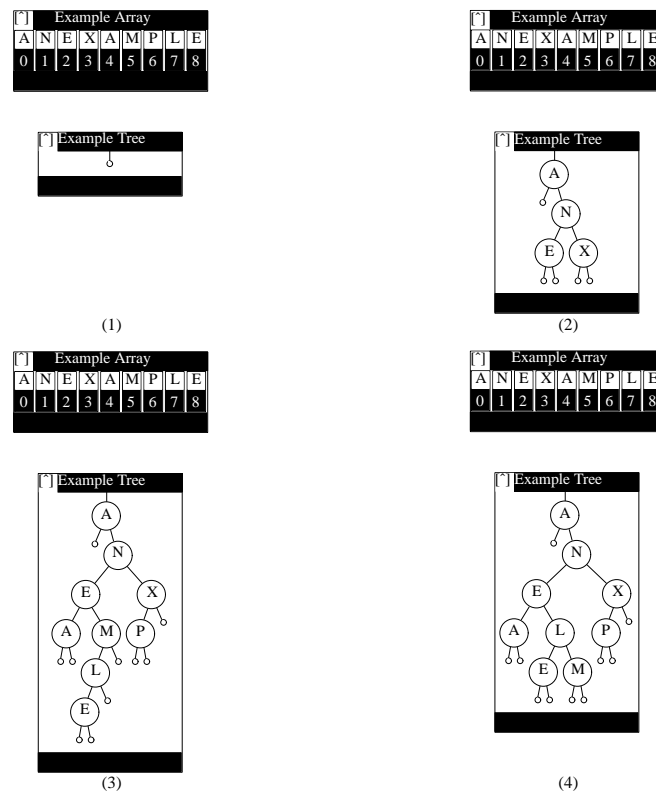 [^] Example Array
A N E X A M P L E
0 1 2 3 4 5 6 7 8
[^] Example Tree
(1)
[^] Example Array
A N E X A M P L E
0 1 2 3 4 5 6 7 8
[^] Example Tree
A
N
E X
(2)
[^] Example Array
A N E X A M P L E
0 1 2 3 4 5 6 7 8
[^] Example Tree
A
N
E X
A M P
L
E
(3)
[^] Example Array
A N E X A M P L E
0 1 2 3 4 5 6 7 8
[^] Example Tree
A
N
E X
A L P
E M
(4)